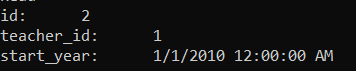 id: 2
teacher_id: 1
start_year: 1/1/2010 12:00:00 AM